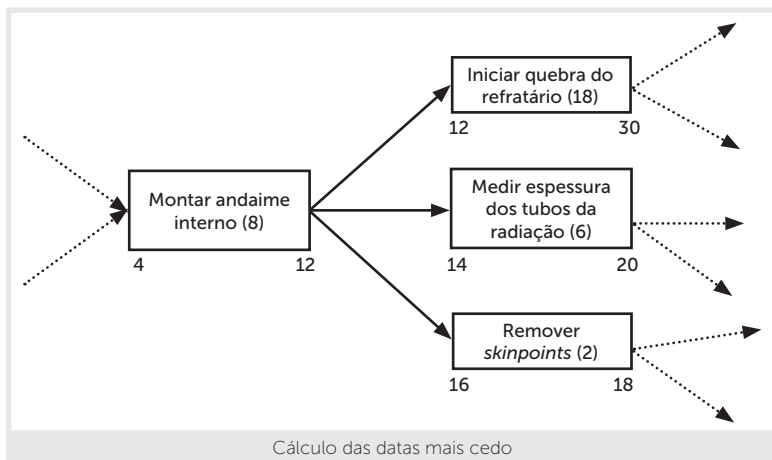 Iniciar quebra do
refratário (18)
12 30
Montar andaime
interno (8)
4 12
Medir espessura
dos tubos da
radiação (6)
14 20
Remover
skinpoints (2)
16 18
Cálculo das datas mais cedo